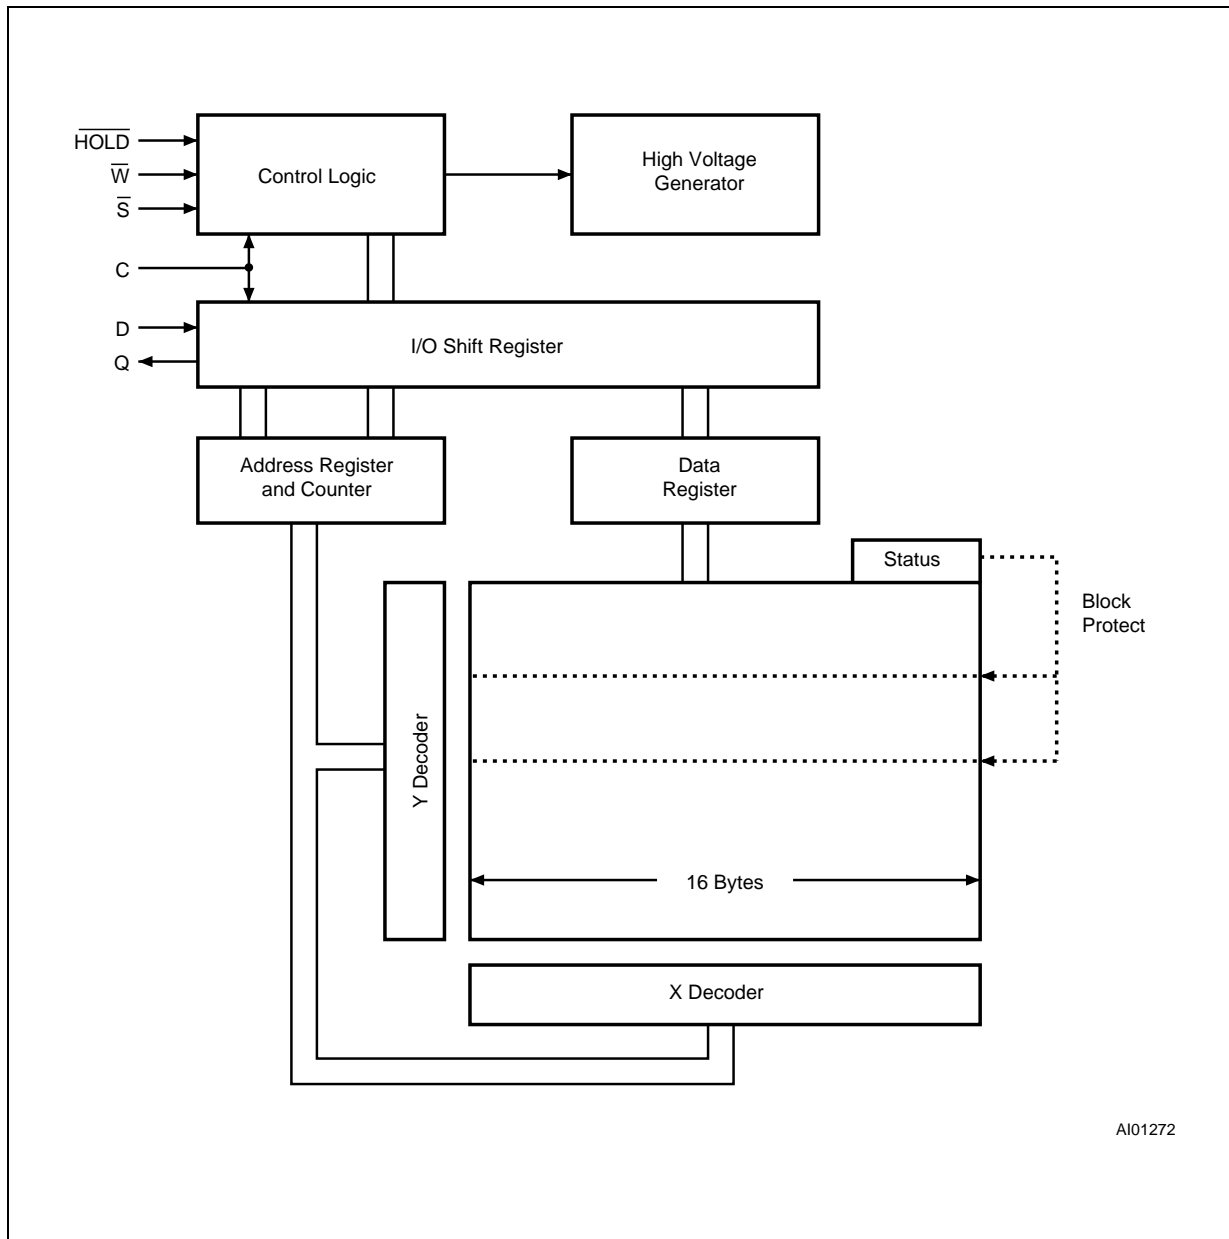 H̅O̅L̅D̅
W̅
S̅
C
D
Q
Control Logic
High Voltage
Generator
I/O Shift Register
Address Register
and Counter
Data
Register
Status
Block
Protect
Y Decoder
16 Bytes
X Decoder
AI01272